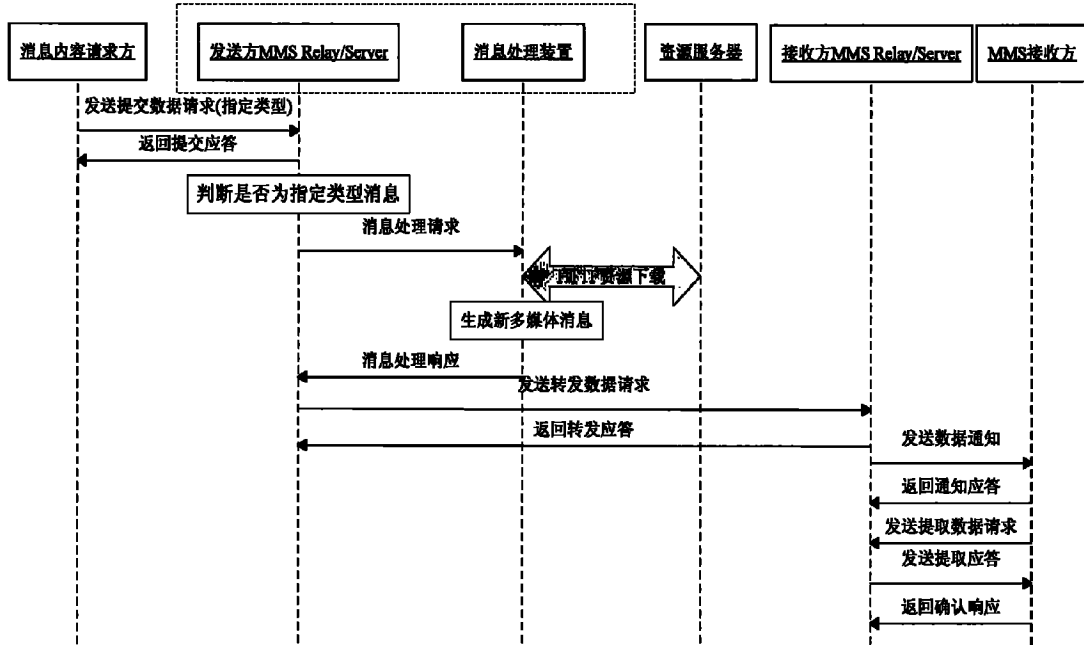 消息内容请求方
发送方MMS Relay/Server
消息处理装置
资源服务器
接收方MMS Relay/Server
MMS接收方
发送提交数据请求(指定类型)
返回提交应答
判断是否为指定类型消息
消息处理请求
资源下载
生成新多媒体消息
消息处理响应
发送转发数据请求
返回转发应答
发送数据通知
返回通知应答
发送提取数据请求
发送提取应答
返回确认响应